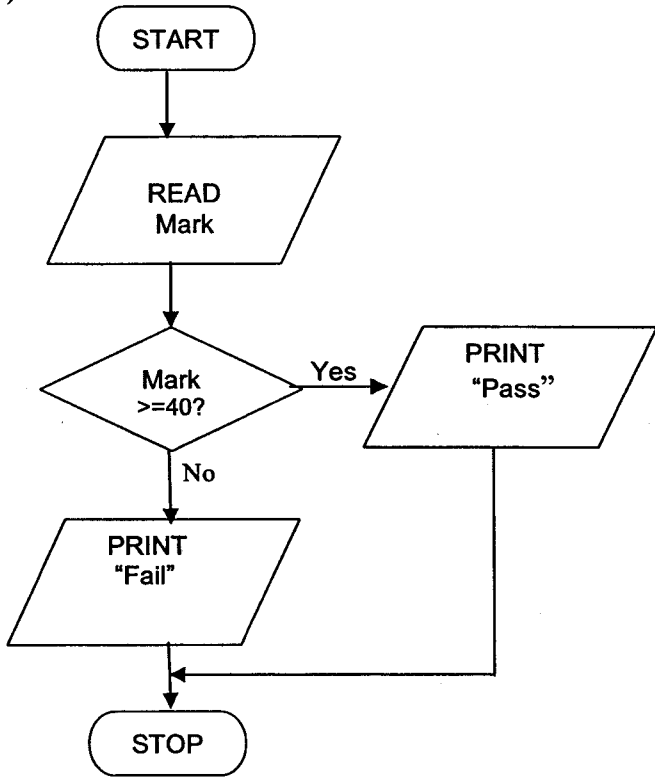 )
START
READ
Mark
Mark
>=40?
Yes
PRINT
“Pass”
No
PRINT
“Fail”
STOP